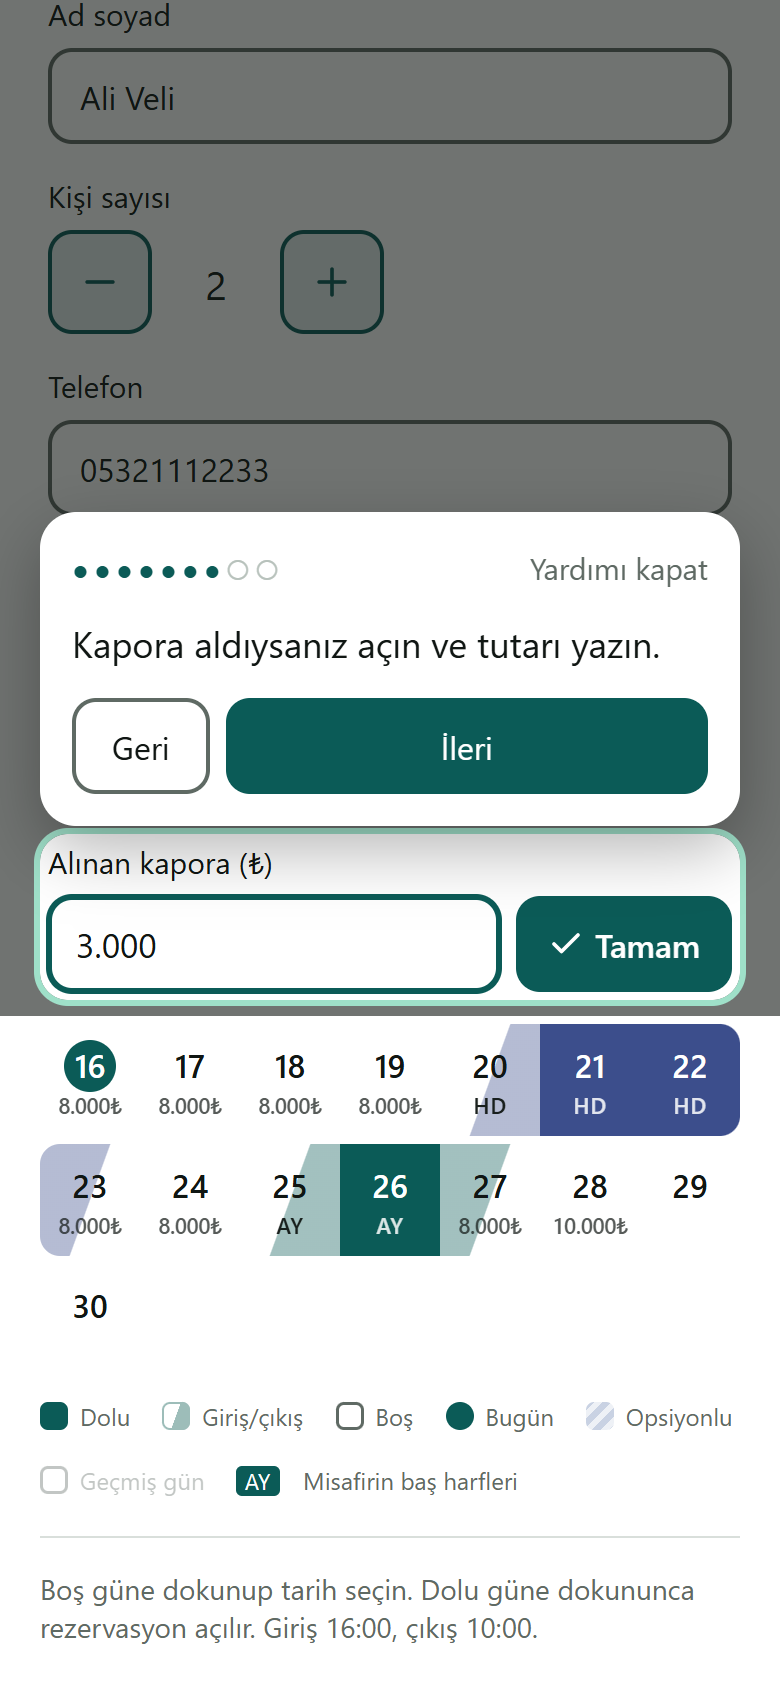 Ad soyad
Ali Veli
Kişi sayısı
2
Telefon
05321112233
Yardımı kapat
Kapora aldıysanız açın ve tutarı yazın.
Geri İleri
Alınan kapora (₺)
3.000 Tamam
16 17 18 19 20 21 22
8.000₺ 8.000₺ 8.000₺ 8.000₺ HD HD HD
23 24 25 26 27 28 29
8.000₺ 8.000₺ AY AY 8.000₺ 10.000₺
30
Dolu Giriş/çıkış Boş Bugün Opsiyonlu
Geçmiş gün AY Misafirin baş harfleri
Boş güne dokunup tarih seçin. Dolu güne dokununca
rezervasyon açılır. Giriş 16:00, çıkış 10:00.